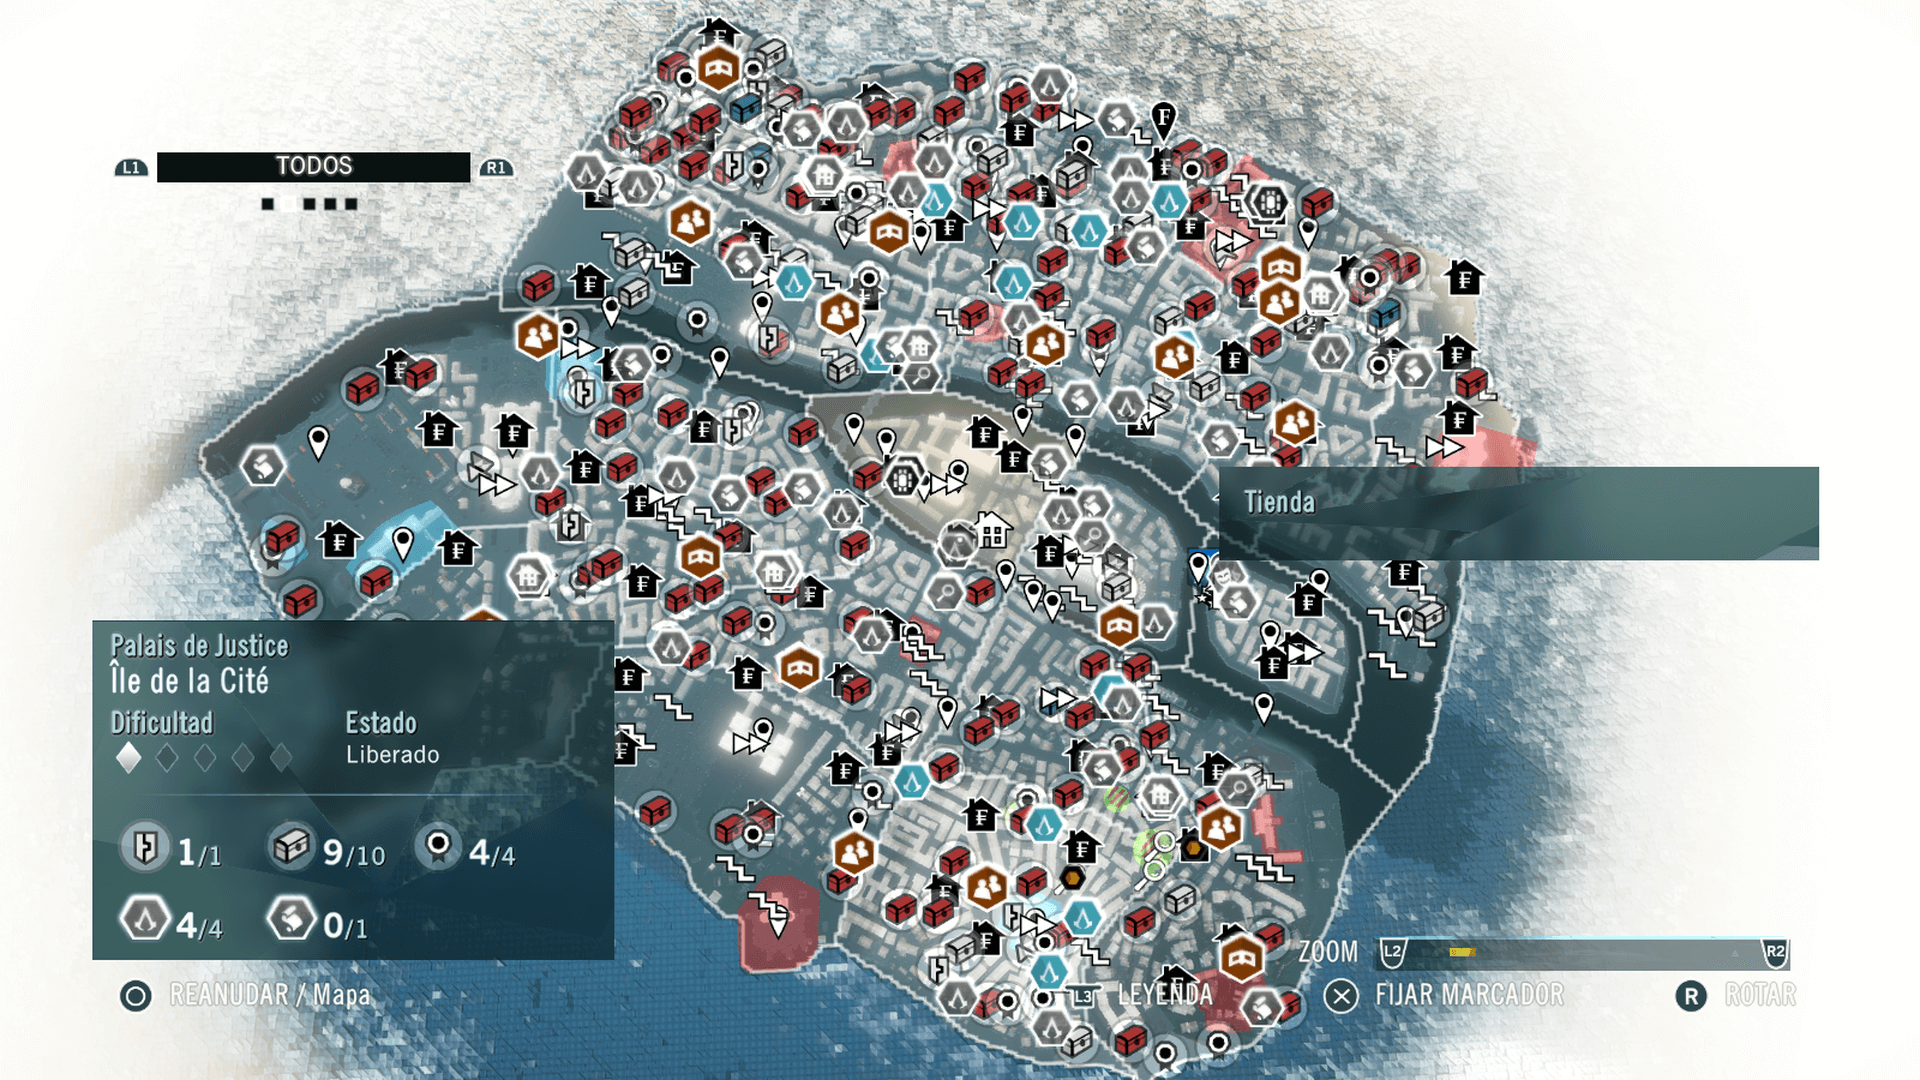 L1 TODOS R1
Tienda
Palais de Justice
Île de la Cité
Dificultad Estado
Liberado
1/1 9/10 4/4
4/4 0/1
ZOOM L2 R2
REANUDAR / Mapa L3 LEYENDA FIJAR MARCADOR R ROTAR